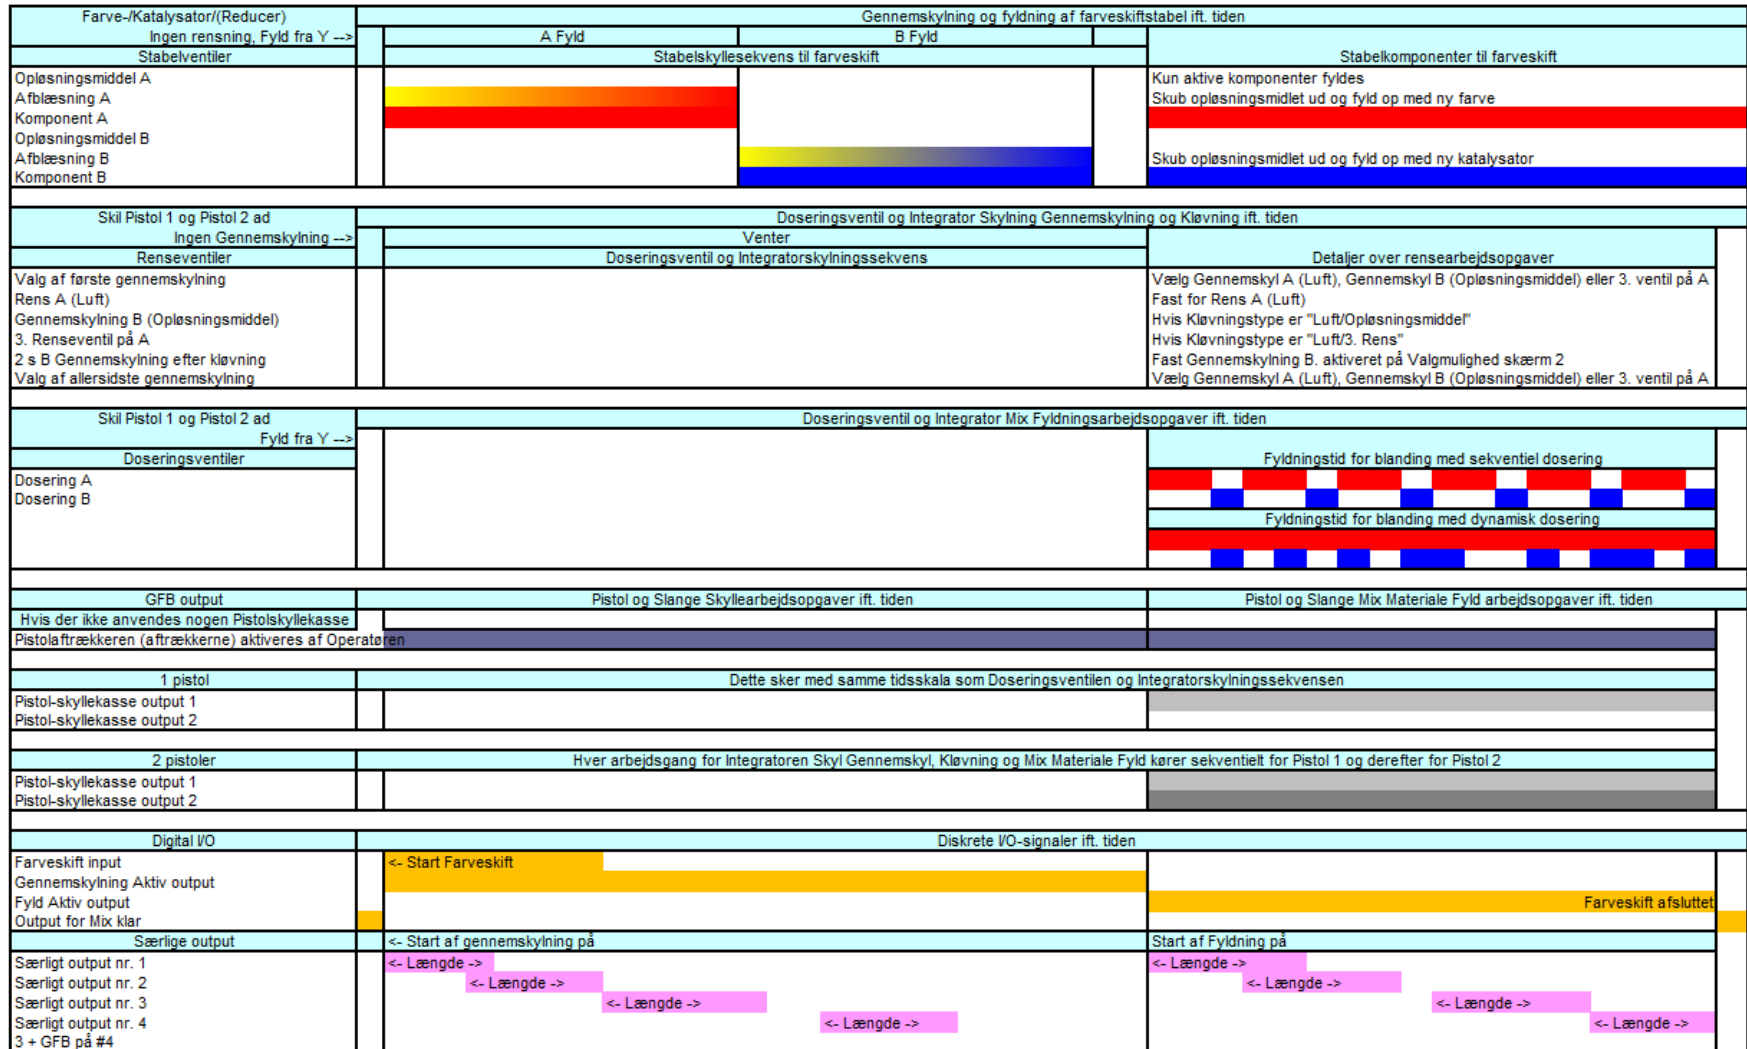 Farve-/Katalysator/(Reducer)
Gennemskylning og fyldning af farveskiftstabel ift. tiden
Ingen rensning, Fyld fra Y -->
A Fyld
B Fyld
Stabelventiler
Stabelskyllesekvens til farveskift
Stabelkomponenter til farveskift
Opløsningsmiddel A
Kun aktive komponenter fyldes
Afblæsning A
Skub opløsningsmidlet ud og fyld op med ny farve
Komponent A
Opløsningsmiddel B
Afblæsning B
Skub opløsningsmidlet ud og fyld op med ny katalysator
Komponent B
Skil Pistol 1 og Pistol 2 ad
Doseringsventil og Integrator Skylning Gennemskylning og Kløvning ift. tiden
Ingen Gennemskylning -->
Venter
Renseventiler
Doseringsventil og Integratorskylningssekvens
Detaljer over rensearbejdsopgaver
Valg af første gennemskylning
Vælg Gennemskyl A (Luft), Gennemskyl B (Opløsningsmiddel) eller 3. ventil på A
Rens A (Luft)
Fast for Rens A (Luft)
Gennemskylning B (Opløsningsmiddel)
Hvis Kløvningstype er "Luft/Opløsningsmiddel"
3. Renseventil på A
Hvis Kløvningstype er "Luft/3. Rens"
2 s B Gennemskylning efter kløvning
Fast Gennemskylning B. aktiveret på Valgmulighed skærm 2
Valg af allersidste gennemskylning
Vælg Gennemskyl A (Luft), Gennemskyl B (Opløsningsmiddel) eller 3. ventil på A
Skil Pistol 1 og Pistol 2 ad
Doseringsventil og Integrator Mix Fyldningsarbejdsopgaver ift. tiden
Fyld fra Y -->
Doseringsventiler
Fyldningstid for blanding med sekventiel dosering
Dosering A
Dosering B
Fyldningstid for blanding med dynamisk dosering
GFB output
Pistol og Slange Skyllearbejdsopgaver ift. tiden
Pistol og Slange Mix Materiale Fyld arbejdsopgaver ift. tiden
Hvis der ikke anvendes nogen Pistolskyllekasse
Pistolaftrækkeren (aftrækkerne) aktiveres af Operatøren
1 pistol
Dette sker med samme tidsskala som Doseringsventilen og Integratorskylningssekvensen
Pistol-skyllekasse output 1
Pistol-skyllekasse output 2
2 pistoler
Hver arbejdsgang for Integratoren Skyl Gennemskyl, Kløvning og Mix Materiale Fyld kører sekventielt for Pistol 1 og derefter for Pistol 2
Pistol-skyllekasse output 1
Pistol-skyllekasse output 2
Digital I/O
Diskrete I/O-signaler ift. tiden
Farveskift input
<- Start Farveskift
Gennemskylning Aktiv output
Fyld Aktiv output
Farveskift afsluttet
Output for Mix klar
Særlige output
<- Start af gennemskylning på
Start af Fyldning på
Særligt output nr. 1
<- Længde ->
<- Længde ->
Særligt output nr. 2
<- Længde ->
<- Længde ->
Særligt output nr. 3
<- Længde ->
<- Længde ->
Særligt output nr. 4
<- Længde ->
<- Længde ->
3 + GFB på #4